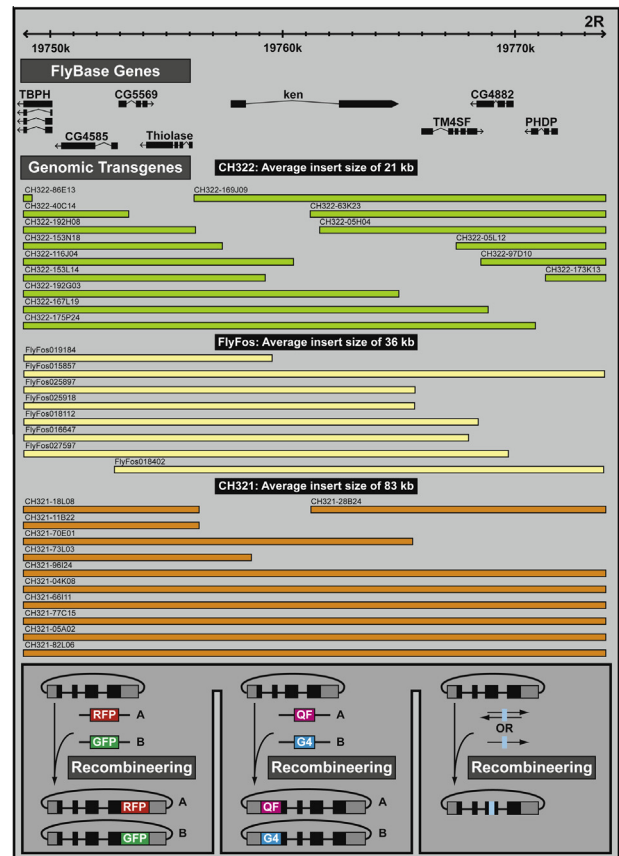 2R
19750k 19760k 19770k
FlyBase Genes
TBPH CG5569 ken CG4882
CG4585 Thiolase TM4SF PHDP
Genomic Transgenes CH322: Average insert size of 21 kb
CH322-86E13 CH322-169J09
CH322-40C14 CH322-63K23
CH322-192H08 CH322-05H04
CH322-153N18 CH322-05L12
CH322-116J04 CH322-97D10
CH322-153L14 CH322-173K13
CH322-192G03
CH322-167L19
CH322-175P24
FlyFos: Average insert size of 36 kb
FlyFos019184
FlyFos015857
FlyFos025897
FlyFos025918
FlyFos018112
FlyFos016647
FlyFos027597
FlyFos018402
CH321: Average insert size of 83 kb
CH321-18L08 CH321-28B24
CH321-11B22
CH321-70E01
CH321-73L03
CH321-96I24
CH321-04K08
CH321-66I11
CH321-77C15
CH321-05A02
CH321-82L06
RFP A
GFP B
Recombineering
RFP A
GFP B
QF A
G4 B
Recombineering
QF A
G4 B
OR
Recombineering